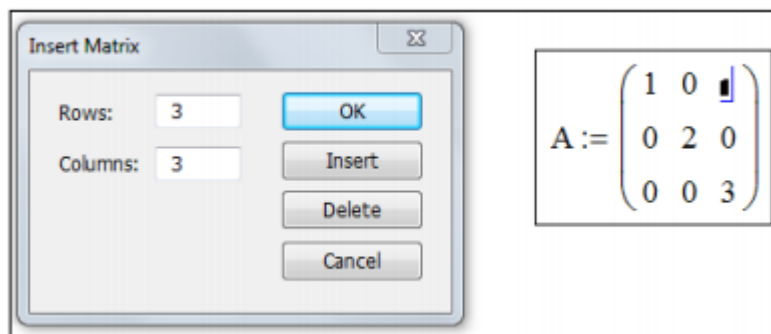 Insert Matrix
Rows: 3 OK
Columns: 3 Insert
Delete
Cancel
1 0
A := 0 2 0
0 0 3